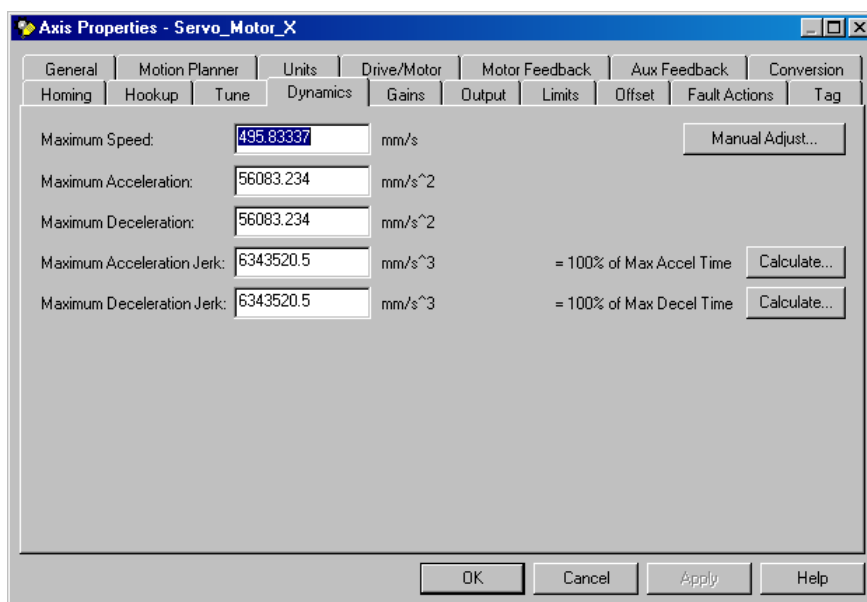 Axis Properties - Servo_Motor_X
General Motion Planner Units Drive/Motor Motor Feedback Aux Feedback Conversion
Homing Hookup Tune Dynamics Gains Output Limits Offset Fault Actions Tag
Maximum Speed: 495.83337 mm/s Manual Adjust...
Maximum Acceleration: 56083.234 mm/s^2
Maximum Deceleration: 56083.234 mm/s^2
Maximum Acceleration Jerk: 6343520.5 mm/s^3 = 100% of Max Accel Time Calculate...
Maximum Deceleration Jerk: 6343520.5 mm/s^3 = 100% of Max Decel Time Calculate...
OK Cancel Apply Help